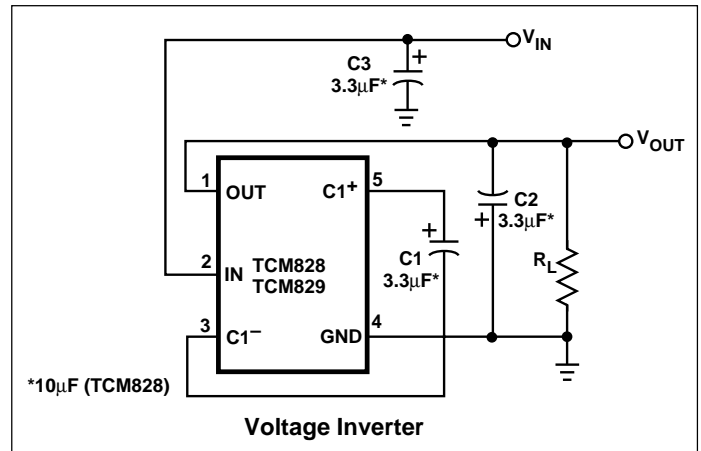 V_IN
C3
+
3.3µF*
V_OUT
1
OUT
C1+
5
C2
+
3.3µF*
+
C1
3.3µF*
R_L
2
IN
TCM828
TCM829
3
C1–
GND
4
*10µF (TCM828)
Voltage Inverter